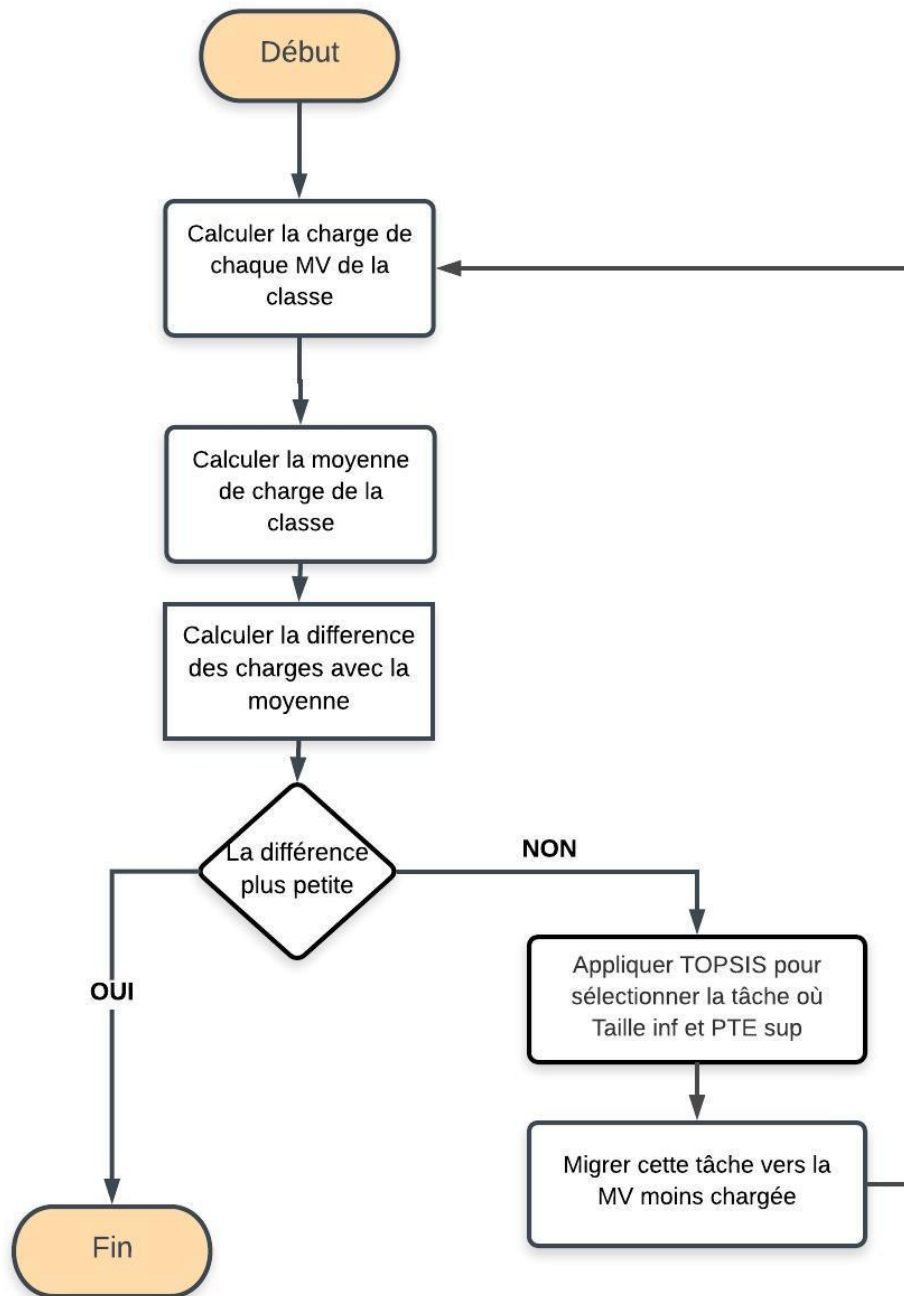 Début
Calculer la charge de
chaque MV de la
classe
Calculer la moyenne
de charge de la
classe
Calculer la difference
des charges avec la
moyenne
La différence
plus petite
NON
OUI
Appliquer TOPSIS pour
sélectionner la tâche où
Taille inf et PTE sup
Migrer cette tâche vers la
MV moins chargée
Fin